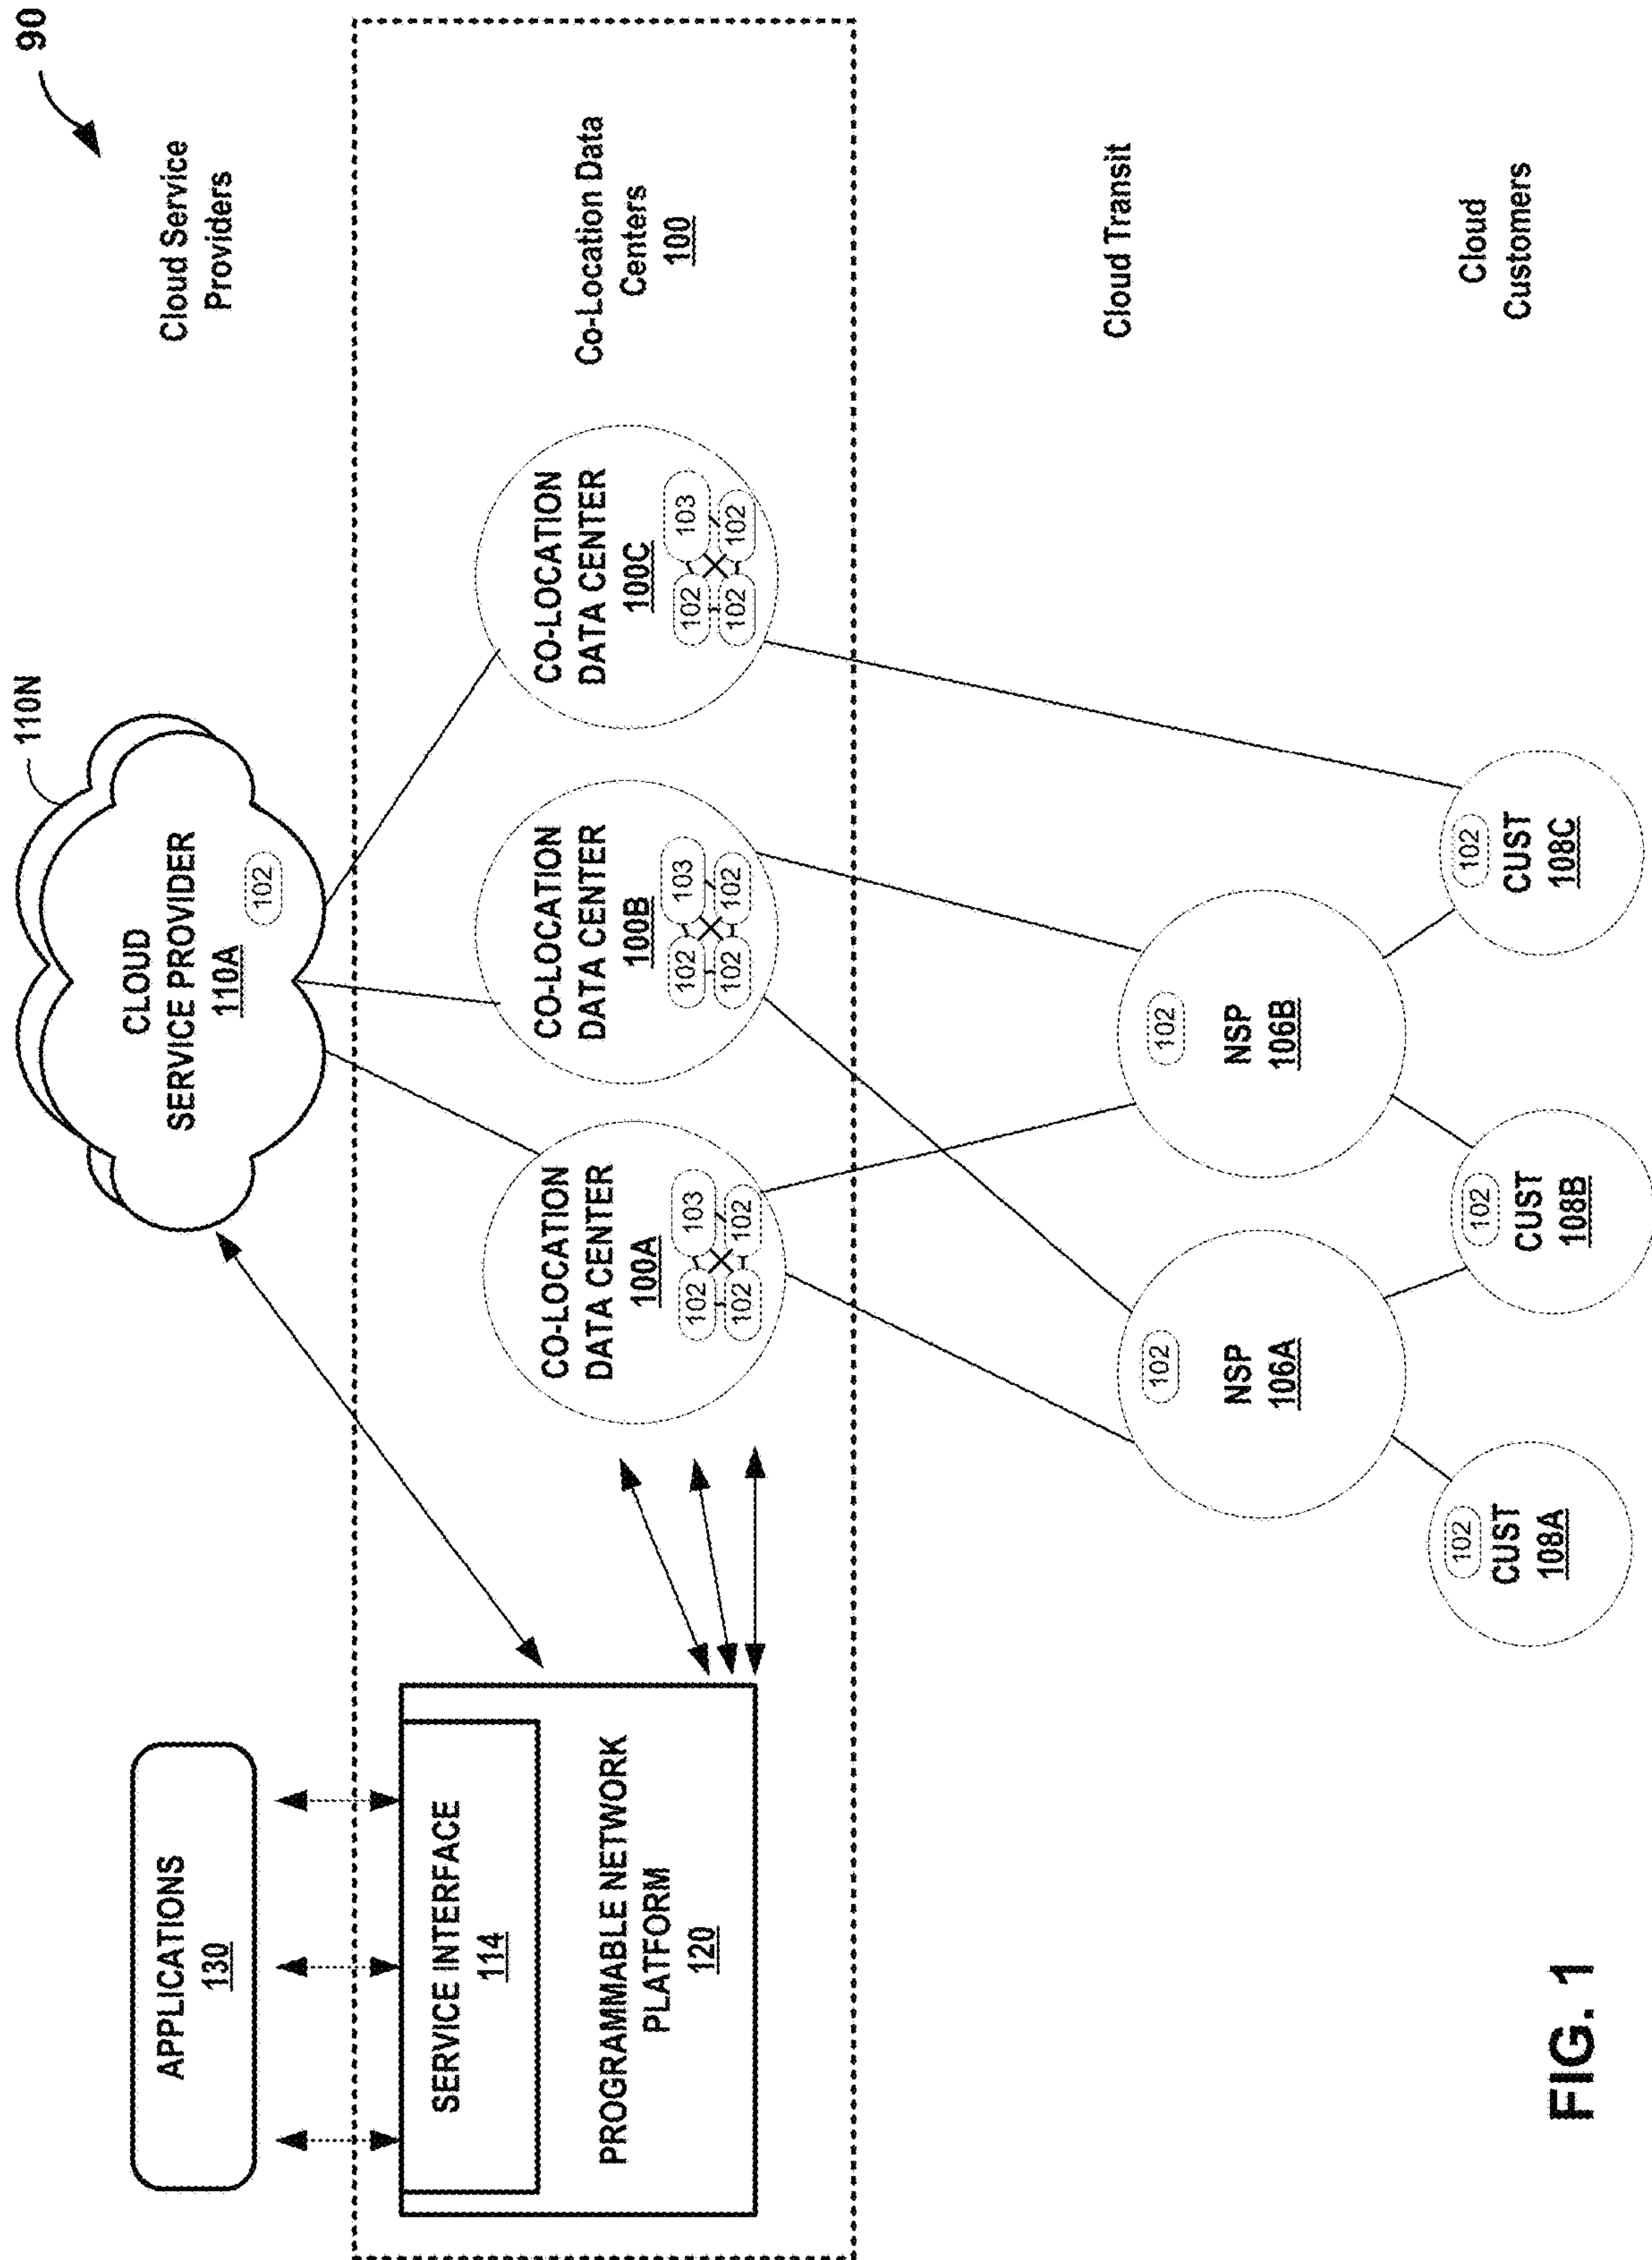 90
110N
Cloud Service
Providers
APPLICATIONS
130
CLOUD
SERVICE PROVIDER
110A
102
Co-Location Data
Centers
100
SERVICE INTERFACE
114
PROGRAMMABLE NETWORK
PLATFORM
120
CO-LOCATION
DATA CENTER
100A
102
103
102
102
CO-LOCATION
DATA CENTER
100B
102
103
102
102
CO-LOCATION
DATA CENTER
100C
102
103
102
102
Cloud Transit
102
NSP
106A
102
NSP
106B
Cloud
Customers
102
CUST
108A
102
CUST
108B
102
CUST
108C
FIG. 1